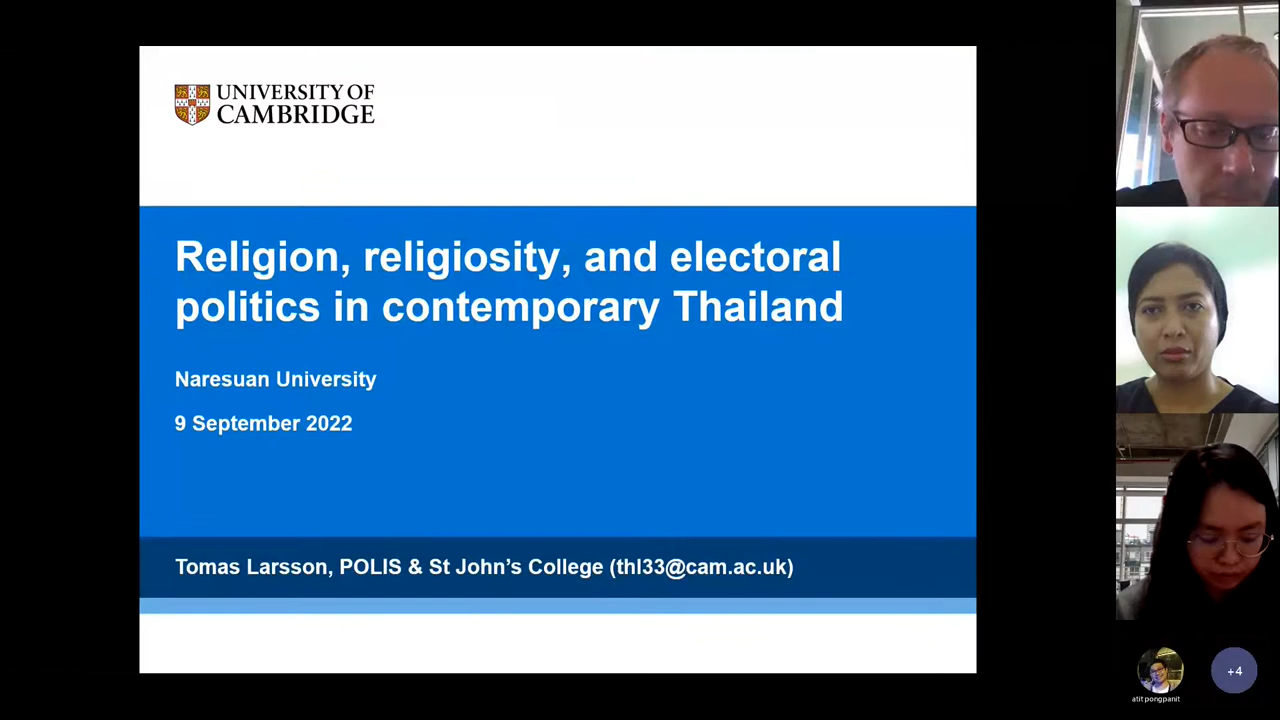 UNIVERSITY OF
CAMBRIDGE
Religion, religiosity, and electoral
politics in contemporary Thailand
Naresuan University
9 September 2022
Tomas Larsson, POLIS & St John’s College (thl33@cam.ac.uk)
atit pongpanit
+4